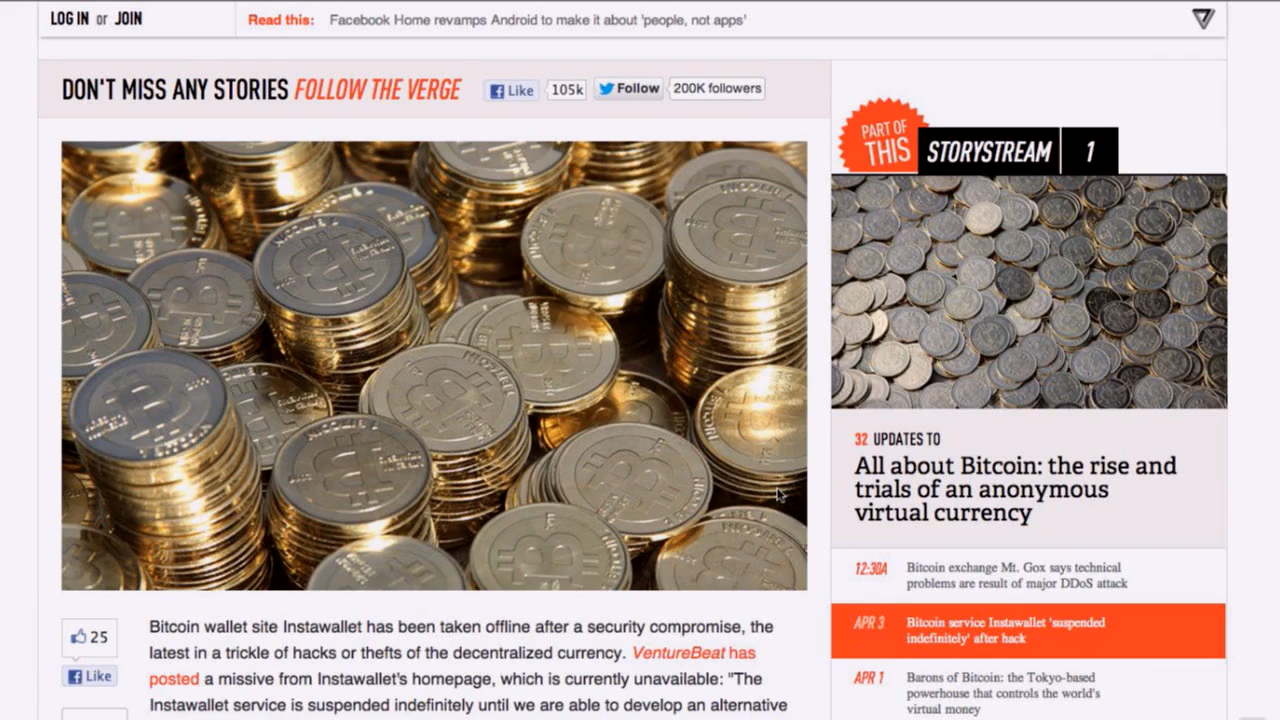 LOG IN or JOIN
Read this: Facebook Home revamps Android to make it about 'people, not apps'
DON'T MISS ANY STORIES FOLLOW THE VERGE
Like 105k Follow 200K followers
PART OF
THIS
STORYSTREAM 1
32 UPDATES TO
All about Bitcoin: the rise and
trials of an anonymous
virtual currency
12:30A Bitcoin exchange Mt. Gox says technical
problems are result of major DDoS attack
APR 3 Bitcoin service Instawallet 'suspended
indefinitely' after hack
APR 1 Barons of Bitcoin: the Tokyo-based
powerhouse that controls the world's
virtual money
25
Like
Bitcoin wallet site Instawallet has been taken offline after a security compromise, the
latest in a trickle of hacks or thefts of the decentralized currency. VentureBeat has
posted a missive from Instawallet's homepage, which is currently unavailable: "The
Instawallet service is suspended indefinitely until we are able to develop an alternative